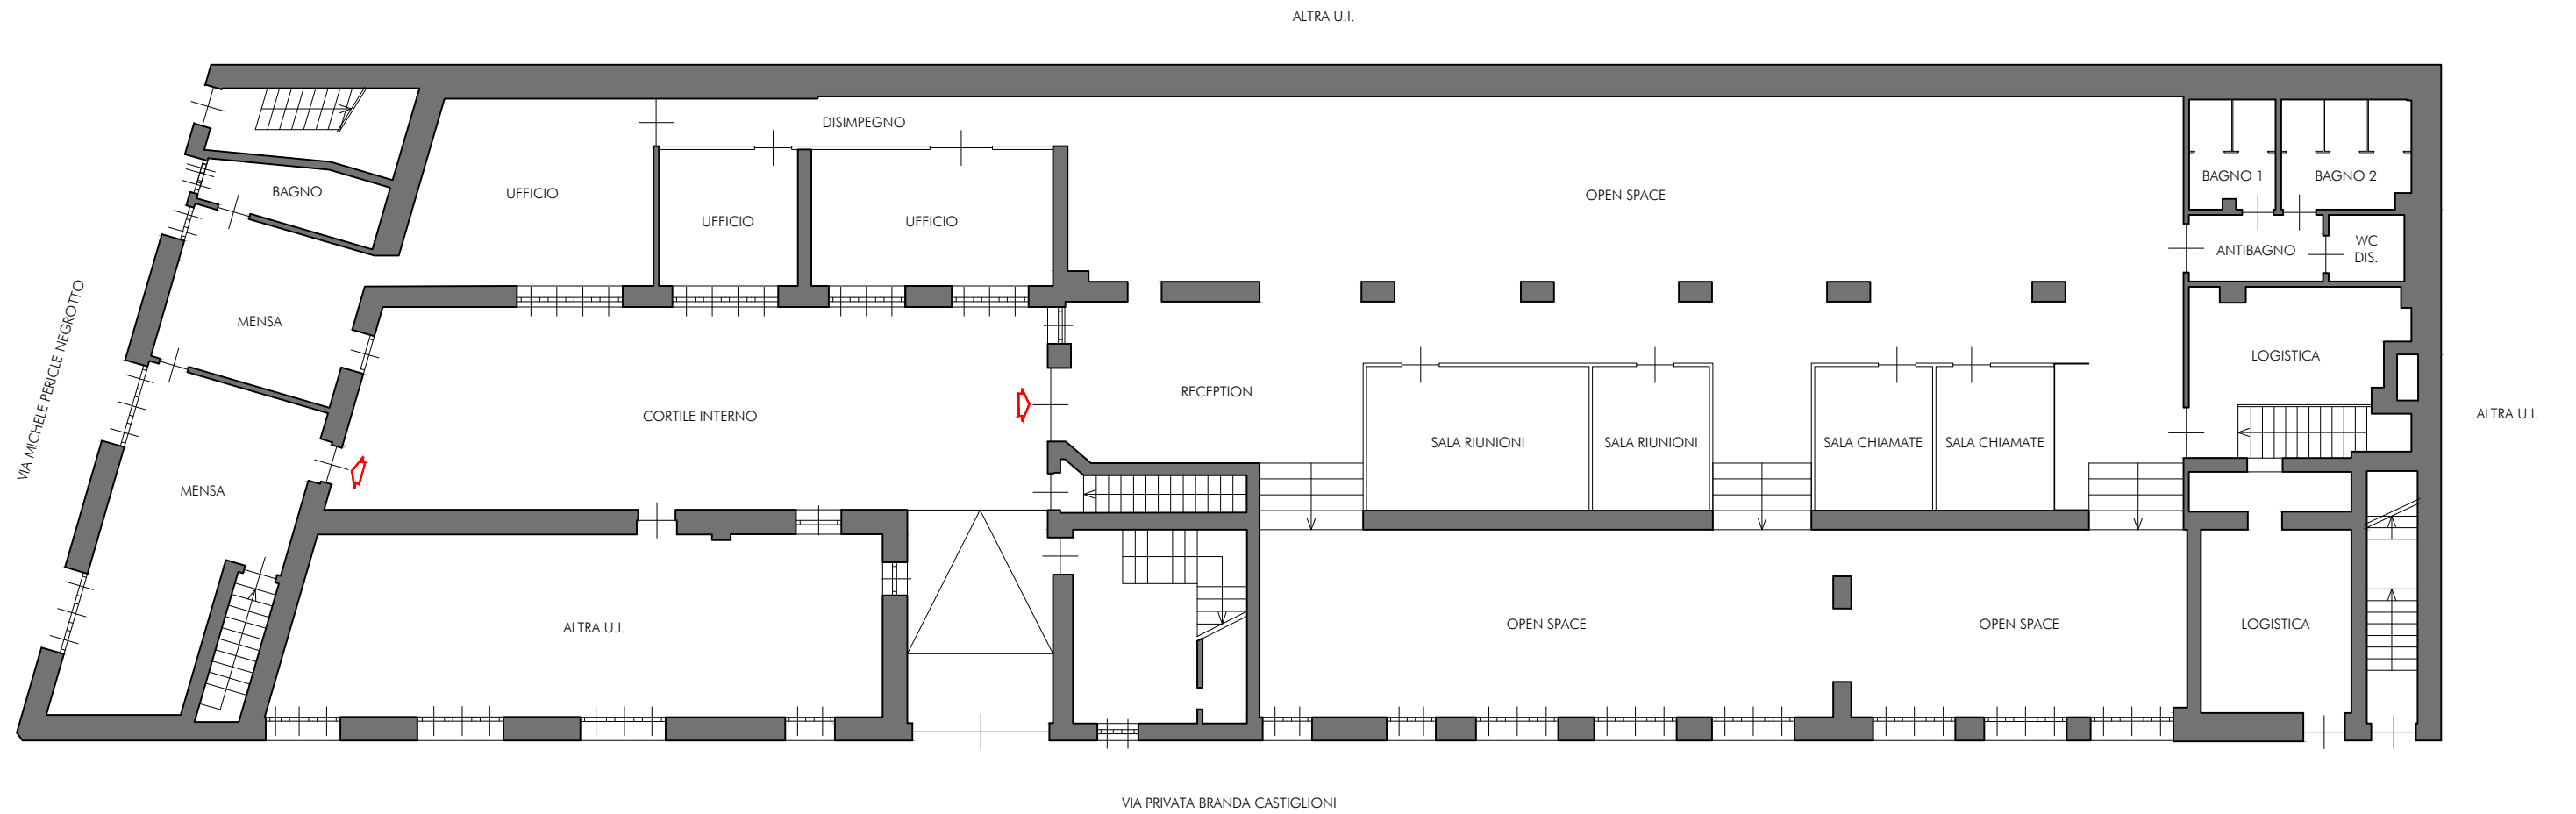 ALTRA U.I.
DISIMPEGNO
BAGNO
UFFICIO
UFFICIO
UFFICIO
OPEN SPACE
BAGNO 1
BAGNO 2
ANTIBAGNO
WC
DIS.
VIA MICHELE PERICLE NEGROTTO
MENSA
CORTILE INTERNO
RECEPTION
LOGISTICA
ALTRA U.I.
SALA RIUNIONI
SALA RIUNIONI
SALA CHIAMATE
SALA CHIAMATE
MENSA
ALTRA U.I.
OPEN SPACE
OPEN SPACE
LOGISTICA
VIA PRIVATA BRANDA CASTIGLIONI